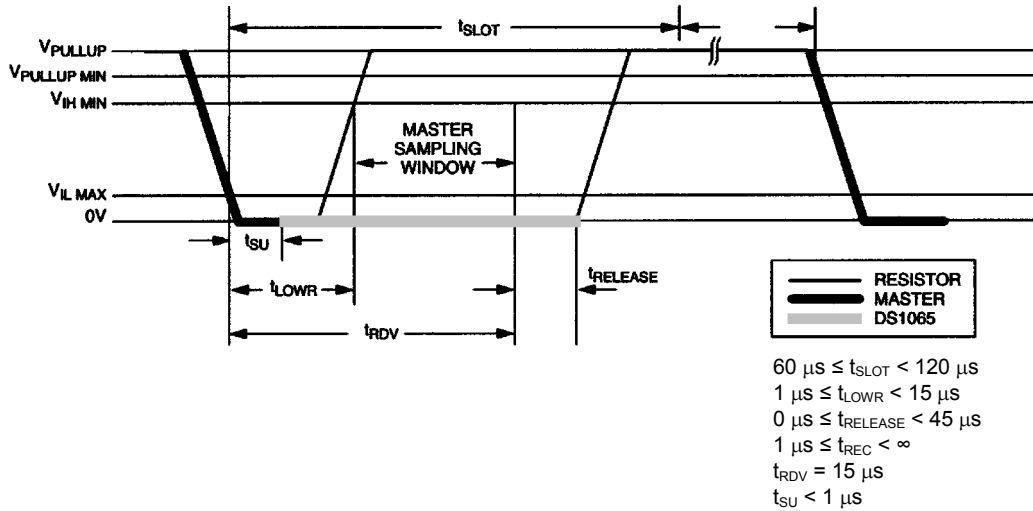 tSLOT
VPULLUP
VPULLUP MIN
VIH MIN
MASTER
SAMPLING
WINDOW
VIL MAX
0V
tSU
tLOWR
tRELEASE
tRDV
RESISTOR
MASTER
DS1065
60 μs ≤ tSLOT < 120 μs
1 μs ≤ tLOWR < 15 μs
0 μs ≤ tRELEASE < 45 μs
1 μs ≤ tREC < ∞
tRDV = 15 μs
tSU < 1 μs